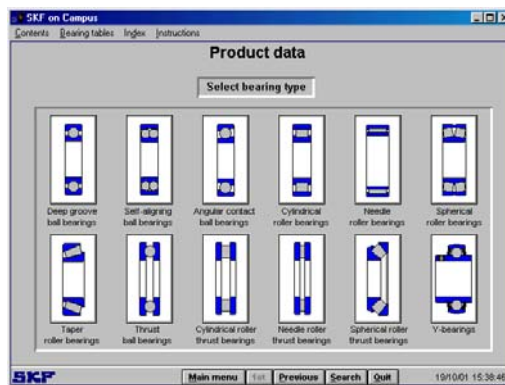 SKF on Campus
Contents Bearing tables Index Instructions
Product data
Select bearing type
Deep groove ball bearings
Self-aligning ball bearings
Angular contact ball bearings
Cylindrical roller bearings
Needle roller bearings
Spherical roller bearings
Taper roller bearings
Thrust ball bearings
Cylindrical roller thrust bearings
Needle roller thrust bearings
Spherical roller thrust bearings
Y-bearings
SKF
Main menu 1st Previous Search Quit
19/10/01 15:38:46